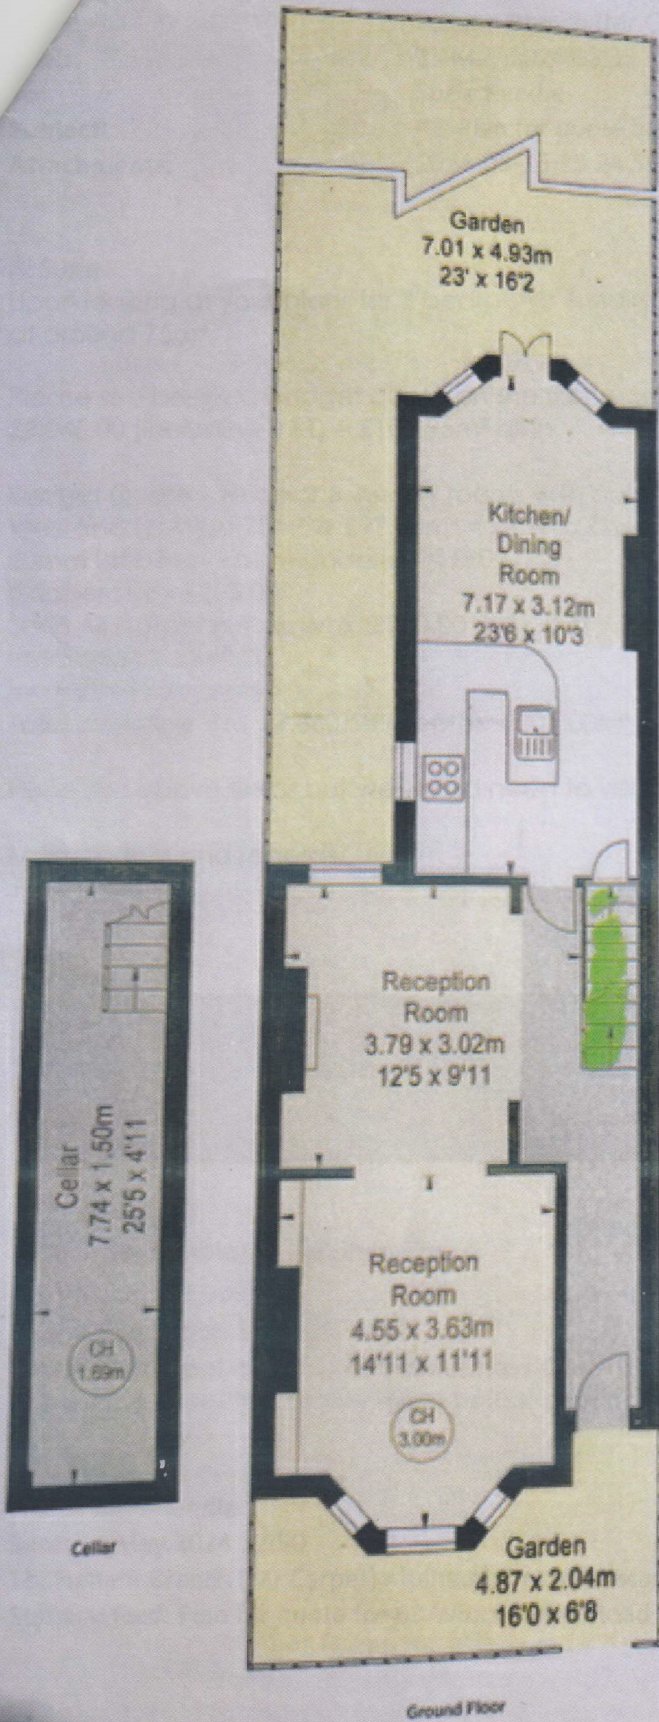 Garden
7.01 x 4.93m
23' x 16'2
Kitchen/
Dining
Room
7.17 x 3.12m
23'6 x 10'3
Reception
Room
3.79 x 3.02m
12'5 x 9'11
Cellar
7.74 x 1.50m
25'5 x 4'11
CH
1.69m
Reception
Room
4.55 x 3.63m
14'11 x 11'11
CH
3.00m
Cellar
Garden
4.87 x 2.04m
16'0 x 6'8
Ground Floor